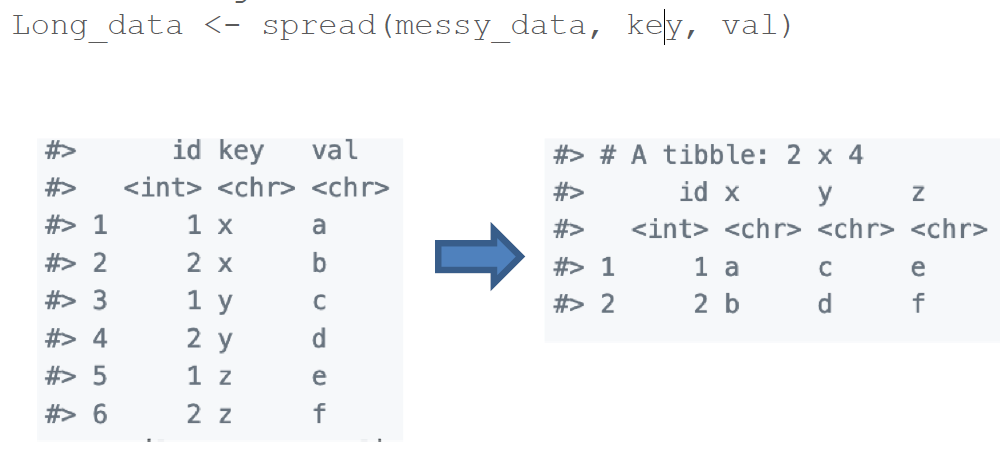 Long_data <- spread(messy_data, key, val)
#>       id key   val
#>    <int> <chr> <chr>
#> 1      1 x     a
#> 2      2 x     b
#> 3      1 y     c
#> 4      2 y     d
#> 5      1 z     e
#> 6      2 z     f
#> # A tibble: 2 x 4
#>       id x     y     z
#>    <int> <chr> <chr> <chr>
#> 1      1 a     c     e
#> 2      2 b     d     f